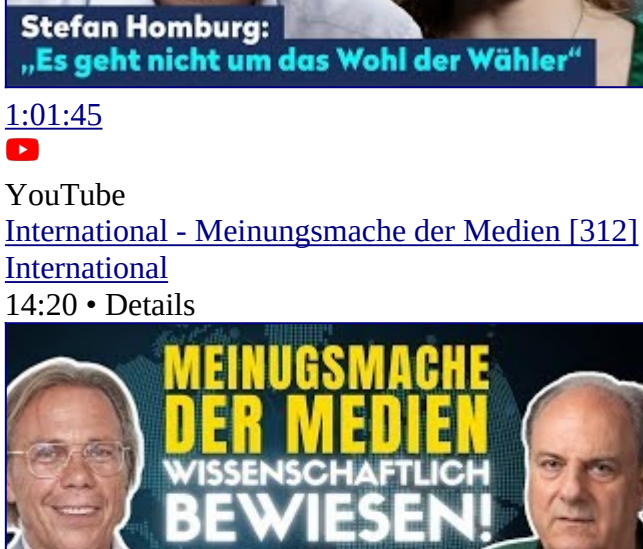 Stefan Homburg:
„Es geht nicht um das Wohl der Wähler“
1:01:45
YouTube
International - Meinungsmache der Medien [312]
International
14:20 • Details
MEINUGSMACHE
DER MEDIEN
WISSENSCHAFTLICH
BEWIESEN!